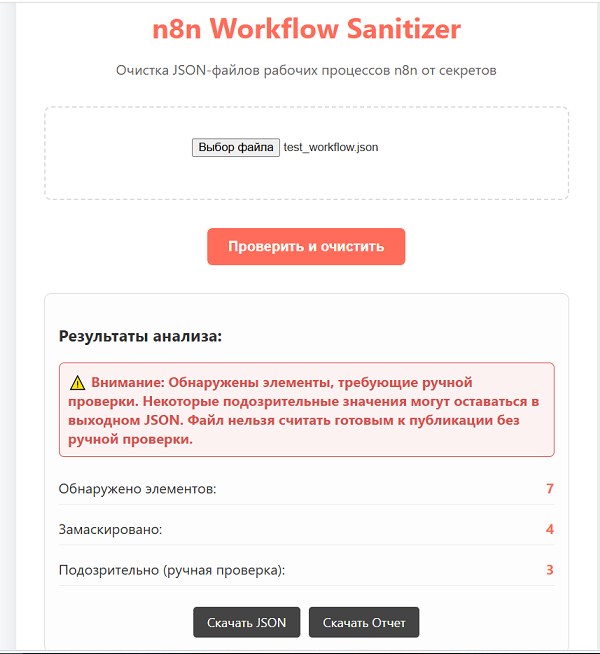 n8n Workflow Sanitizer
Очистка JSON-файлов рабочих процессов n8n от секретов
Выбор файла test_workflow.json
Проверить и очистить
Результаты анализа:
⚠️ Внимание: Обнаружены элементы, требующие ручной
проверки. Некоторые подозрительные значения могут оставаться в
выходном JSON. Файл нельзя считать готовым к публикации без
ручной проверки.
Обнаружено элементов: 7
Замаскировано: 4
Подозрительно (ручная проверка): 3
Скачать JSON Скачать Отчет